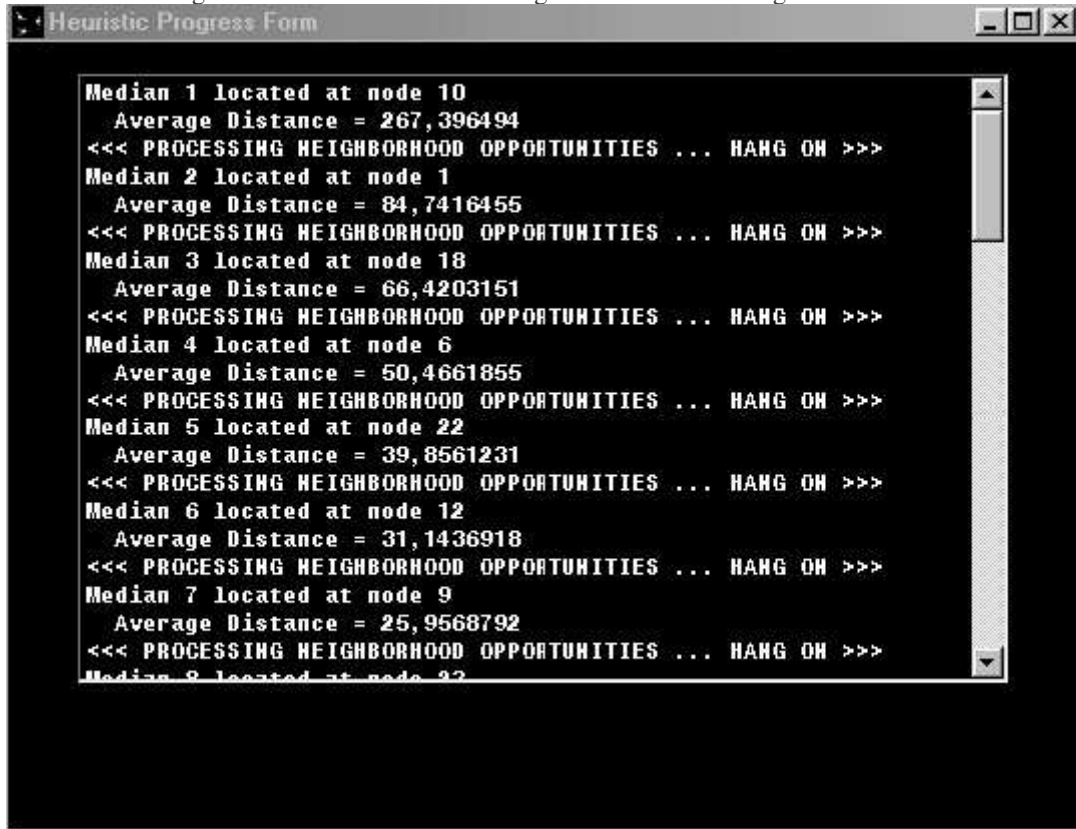 Heuristic Progress Form
Median 1 located at node 10
Average Distance = 267,396494
<<< PROCESSING NEIGHBORHOOD OPPORTUNITIES ... HANG ON >>>
Median 2 located at node 1
Average Distance = 84,7416455
<<< PROCESSING NEIGHBORHOOD OPPORTUNITIES ... HANG ON >>>
Median 3 located at node 18
Average Distance = 66,4203151
<<< PROCESSING NEIGHBORHOOD OPPORTUNITIES ... HANG ON >>>
Median 4 located at node 6
Average Distance = 50,4661855
<<< PROCESSING NEIGHBORHOOD OPPORTUNITIES ... HANG ON >>>
Median 5 located at node 22
Average Distance = 39,8561231
<<< PROCESSING NEIGHBORHOOD OPPORTUNITIES ... HANG ON >>>
Median 6 located at node 12
Average Distance = 31,1436918
<<< PROCESSING NEIGHBORHOOD OPPORTUNITIES ... HANG ON >>>
Median 7 located at node 9
Average Distance = 25,9568792
<<< PROCESSING NEIGHBORHOOD OPPORTUNITIES ... HANG ON >>>
Median 8 located at node